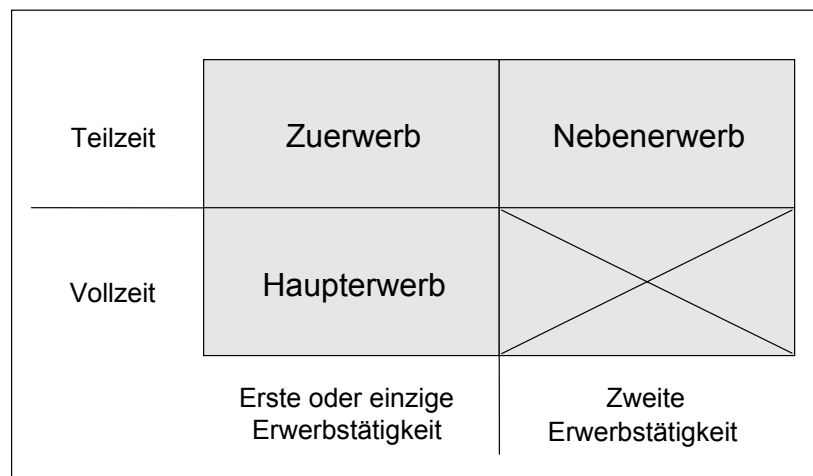 Teilzeit
Zuerwerb
Nebenerwerb
Vollzeit
Haupterwerb
Erste oder einzige
Erwerbstätigkeit
Zweite
Erwerbstätigkeit